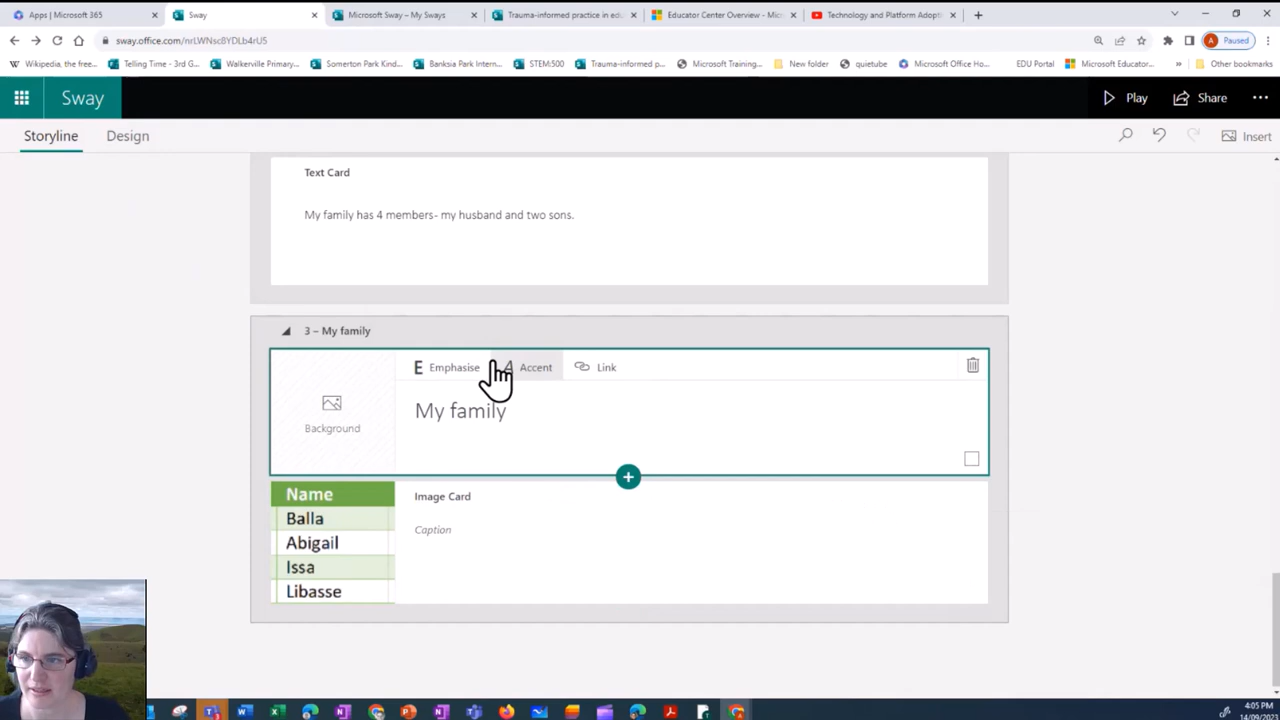 Apps | Microsoft 365
Sway
Microsoft Sway – My Sways
Trauma-informed practice in edu
Educator Center Overview - Mic
Technology and Platform Adopti
sway.office.com/nrLWNsc8YDLb4rU5
A Paused
Wikipedia, the free...
Telling Time - 3rd G...
Walkerville Primary...
Somerton Park Kind...
Banksia Park Intern...
STEM:500
Trauma-informed p...
Microsoft Training...
New folder
quietube
Microsoft Office Ho...
EDU Portal
Microsoft Educator...
Other bookmarks
Sway
Play
Share
Storyline
Design
Insert
Text Card
My family has 4 members- my husband and two sons.
3 – My family
E Emphasise
A Accent
Link
Background
My family
Name
Balla
Abigail
Issa
Libasse
Image Card
Caption
4:05 PM